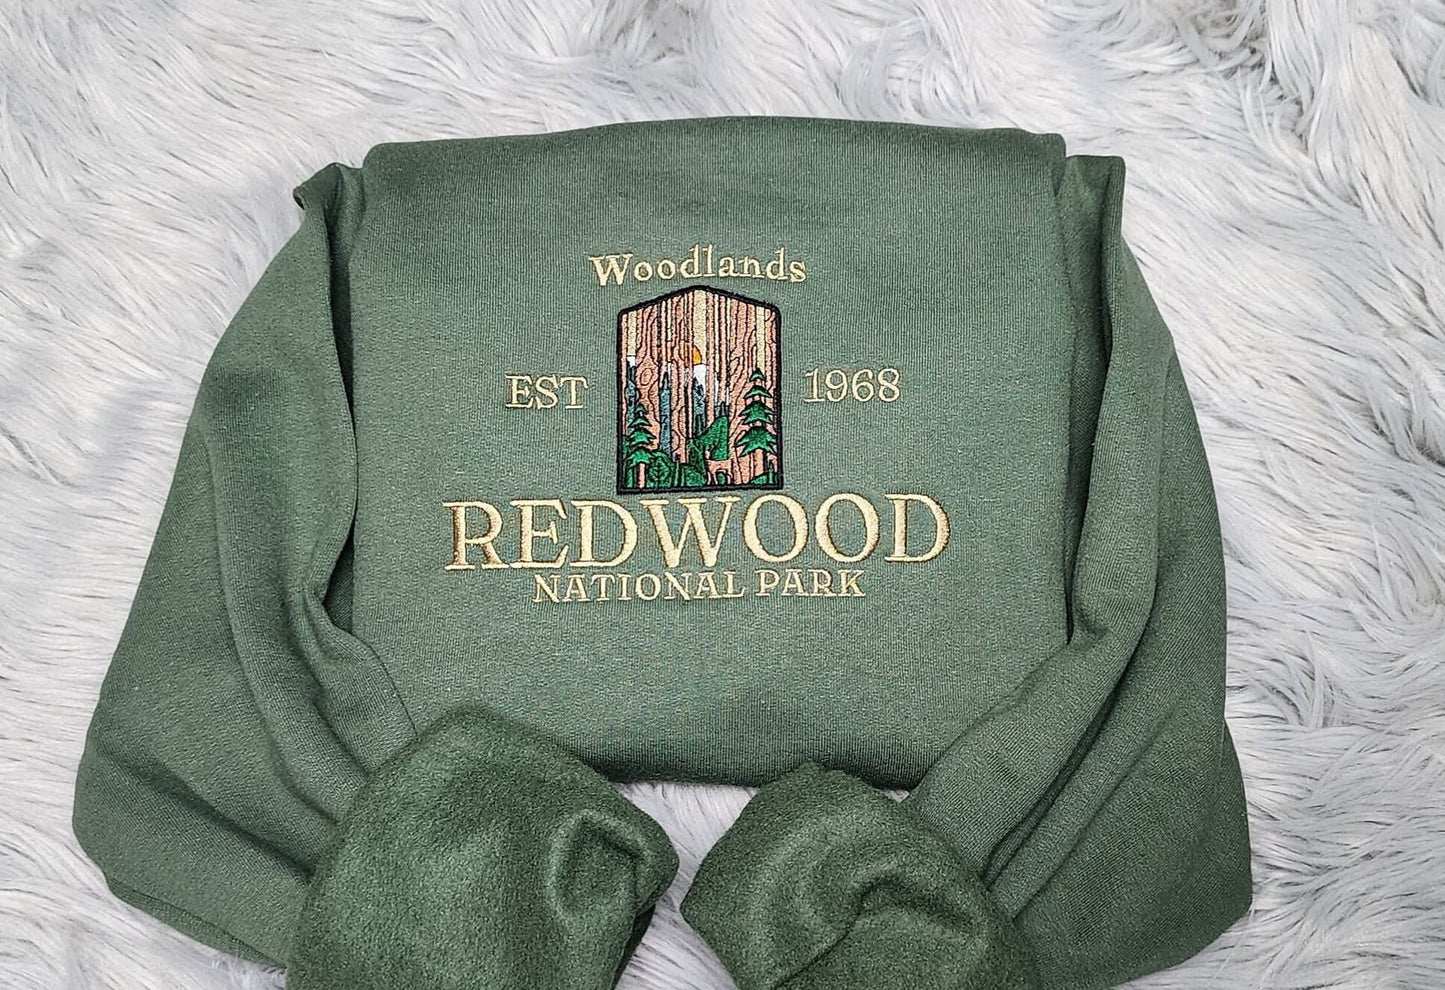 Woodlands
EST 1968
REDWOOD
NATIONAL PARK